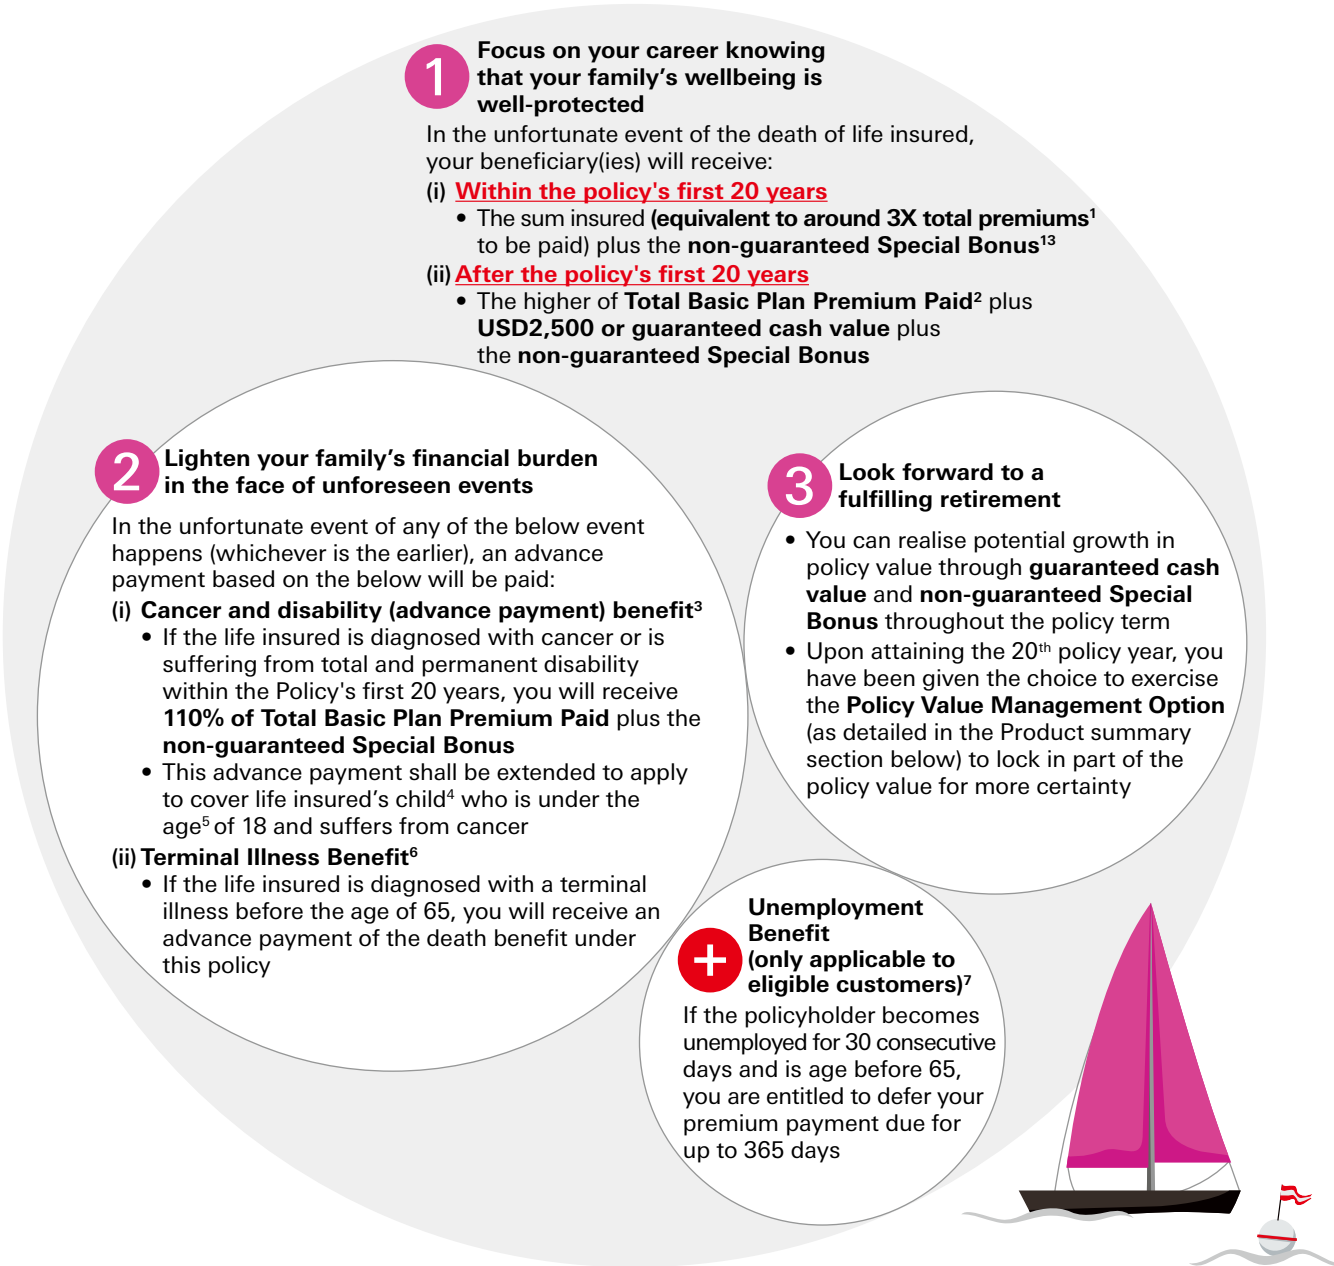 1
Focus on your career knowing
that your family's wellbeing is
well-protected
In the unfortunate event of the death of life insured,
your beneficiary(ies) will receive:
(i) Within the policy's first 20 years
• The sum insured (equivalent to around 3X total premiums¹
to be paid) plus the non-guaranteed Special Bonus¹³
(ii) After the policy's first 20 years
• The higher of Total Basic Plan Premium Paid² plus
USD2,500 or guaranteed cash value plus
the non-guaranteed Special Bonus
2
Lighten your family's financial burden
in the face of unforeseen events
In the unfortunate event of any of the below event
happens (whichever is the earlier), an advance
payment based on the below will be paid:
(i) Cancer and disability (advance payment) benefit³
• If the life insured is diagnosed with cancer or is
suffering from total and permanent disability
within the Policy's first 20 years, you will receive
110% of Total Basic Plan Premium Paid plus the
non-guaranteed Special Bonus
• This advance payment shall be extended to apply
to cover life insured's child⁴ who is under the
age⁵ of 18 and suffers from cancer
(ii) Terminal Illness Benefit⁶
• If the life insured is diagnosed with a terminal
illness before the age of 65, you will receive an
advance payment of the death benefit under
this policy
3
Look forward to a
fulfilling retirement
• You can realise potential growth in
policy value through guaranteed cash
value and non-guaranteed Special
Bonus throughout the policy term
• Upon attaining the 20th policy year, you
have been given the choice to exercise
the Policy Value Management Option
(as detailed in the Product summary
section below) to lock in part of the
policy value for more certainty
+
Unemployment
Benefit
(only applicable to
eligible customers)⁷
If the policyholder becomes
unemployed for 30 consecutive
days and is age before 65,
you are entitled to defer your
premium payment due for
up to 365 days